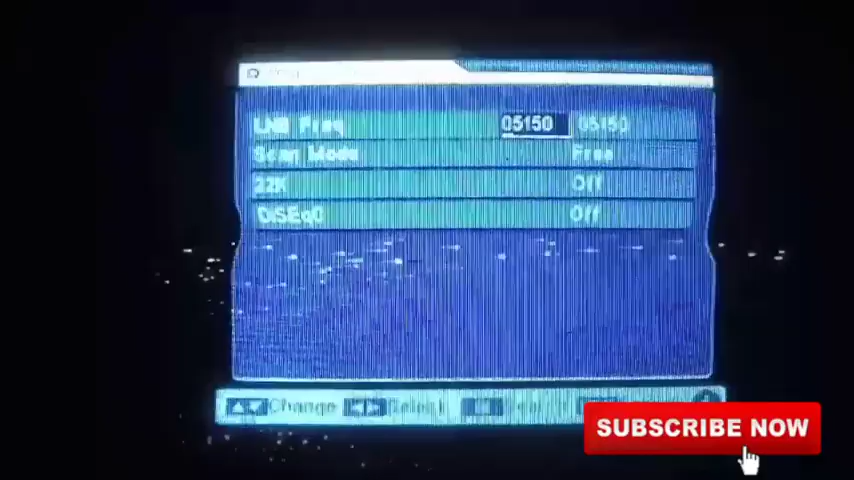 LNB Freq 05150 05150
Scan Mode Free
22K Off
DiSEqC Off
Change Select
SUBSCRIBE NOW